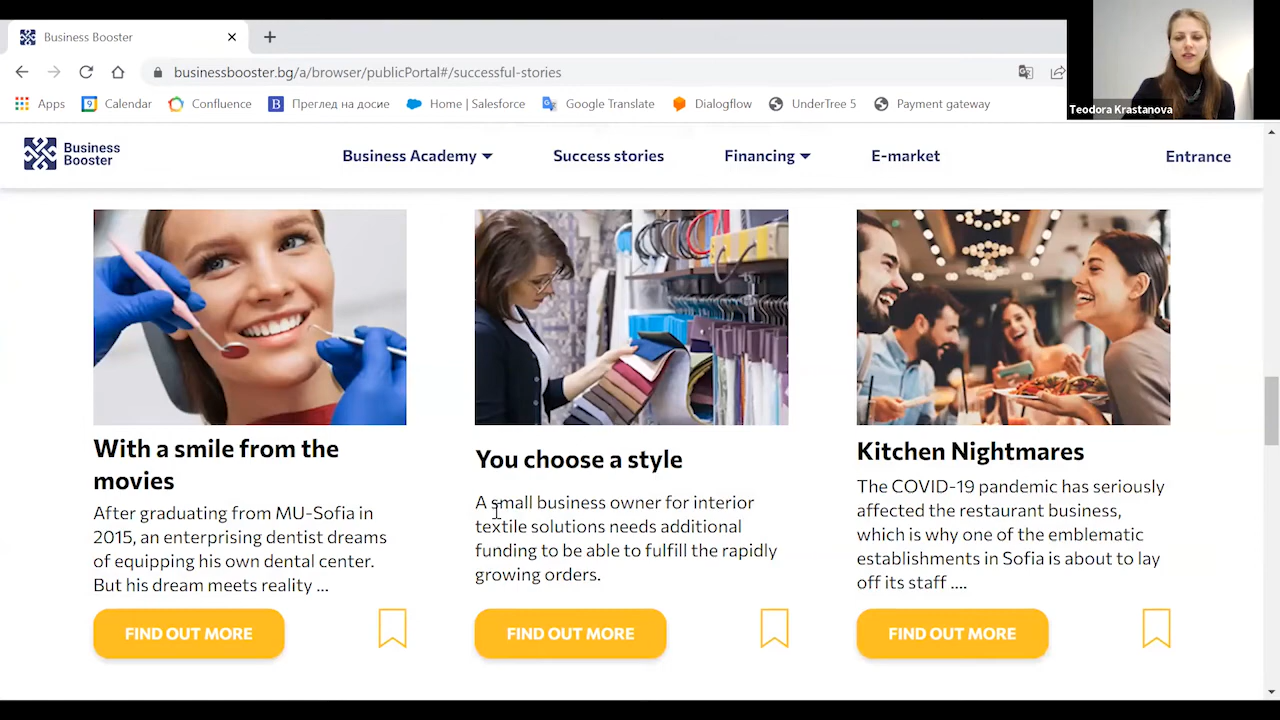 Business Booster
businessbooster.bg/a/browser/publicPortal#/successful-stories
Apps
9 Calendar
Confluence
B Преглед на досие
Home | Salesforce
Google Translate
Dialogflow
UnderTree 5
Payment gateway
Teodora Krastanova
Business
Booster
Business Academy
Success stories
Financing
E-market
Entrance
With a smile from the
movies
After graduating from MU-Sofia in
2015, an enterprising dentist dreams
of equipping his own dental center.
But his dream meets reality ...
FIND OUT MORE
You choose a style
A small business owner for interior
textile solutions needs additional
funding to be able to fulfill the rapidly
growing orders.
FIND OUT MORE
Kitchen Nightmares
The COVID-19 pandemic has seriously
affected the restaurant business,
which is why one of the emblematic
establishments in Sofia is about to lay
off its staff ....
FIND OUT MORE